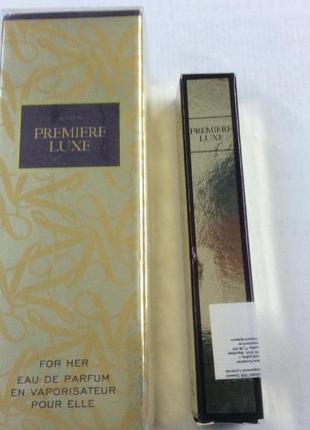 AVON
PREMIERE
LUXE
FOR HER
EAU DE PARFUM
EN VAPORISATEUR
POUR ELLE
PREMIERE
LUXE